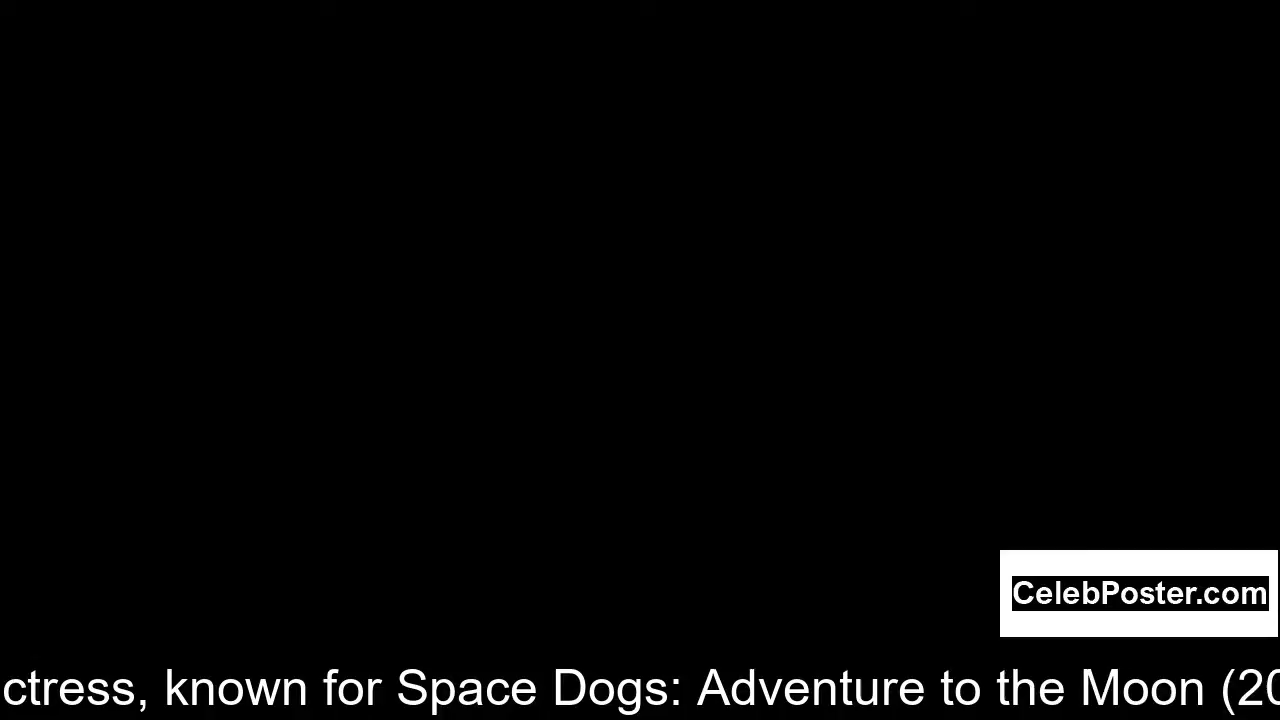 CelebPoster.com
ctress, known for Space Dogs: Adventure to the Moon (20